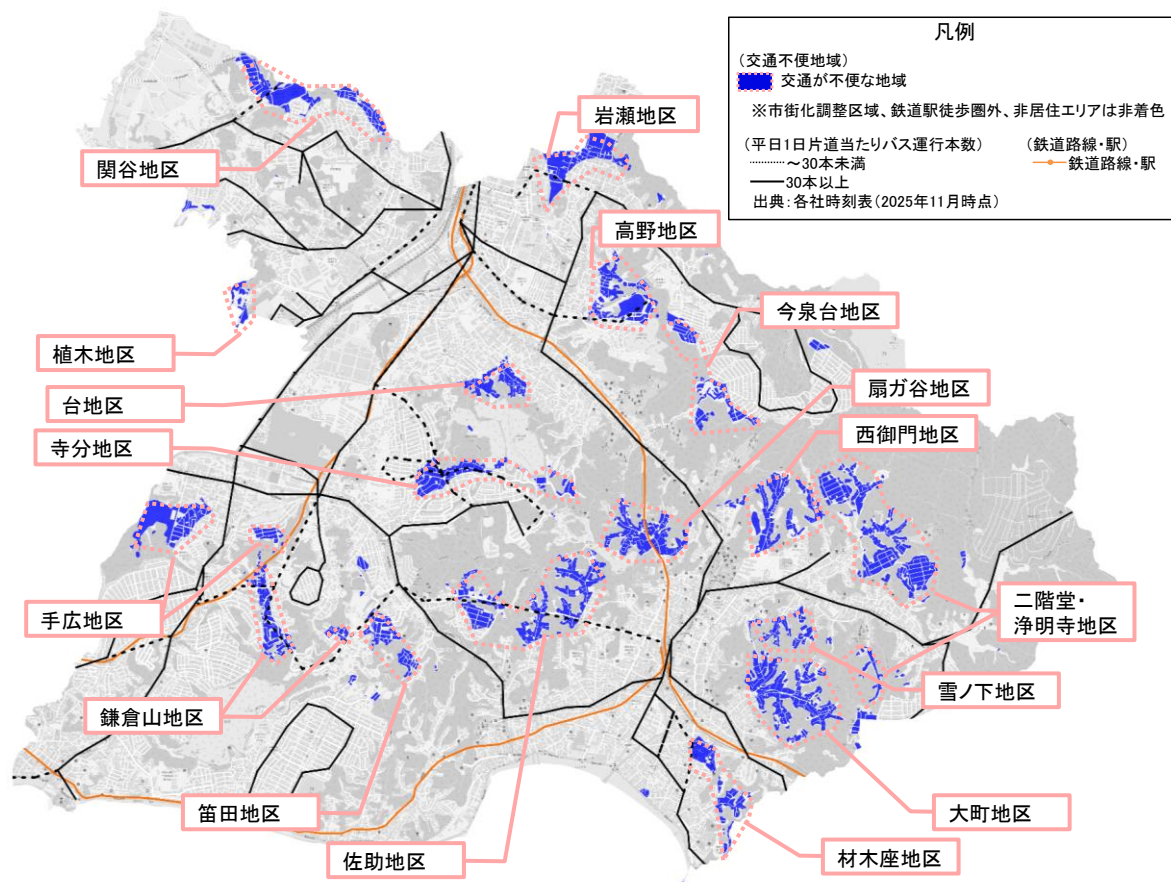 凡例
(交通不便地域)
交通が不便な地域
※市街化調整区域、鉄道駅徒歩圏外、非居住エリアは非着色
(平日1日片道当たりバス運行本数)
(鉄道路線・駅)
～30本未満
鉄道路線・駅
30本以上
出典：各社時刻表(2025年11月時点)
岩瀬地区
関谷地区
高野地区
今泉台地区
植木地区
扇ガ谷地区
台地区
西御門地区
寺分地区
二階堂・
浄明寺地区
手広地区
雪ノ下地区
鎌倉山地区
笛田地区
大町地区
佐助地区
材木座地区